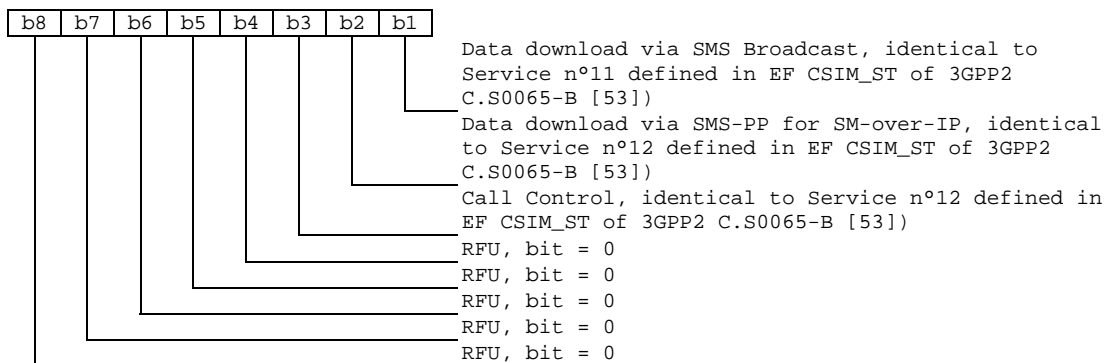 b8 b7 b6 b5 b4 b3 b2 b1
Data download via SMS Broadcast, identical to
Service nº11 defined in EF CSIM_ST of 3GPP2
C.S0065-B [53])
Data download via SMS-PP for SM-over-IP, identical
to Service nº12 defined in EF CSIM_ST of 3GPP2
C.S0065-B [53])
Call Control, identical to Service nº12 defined in
EF CSIM_ST of 3GPP2 C.S0065-B [53])
RFU, bit = 0
RFU, bit = 0
RFU, bit = 0
RFU, bit = 0
RFU, bit = 0